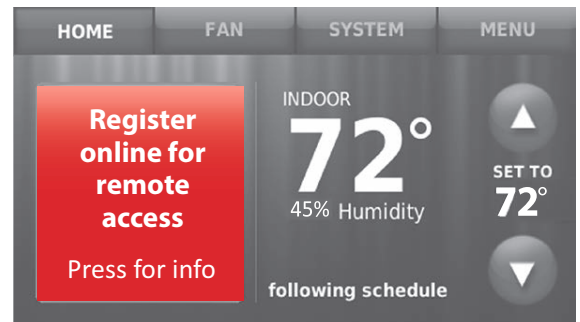 HOME FAN SYSTEM MENU
Register
online for
remote
access
Press for info
INDOOR
72°
45% Humidity
following schedule
SET TO
72°